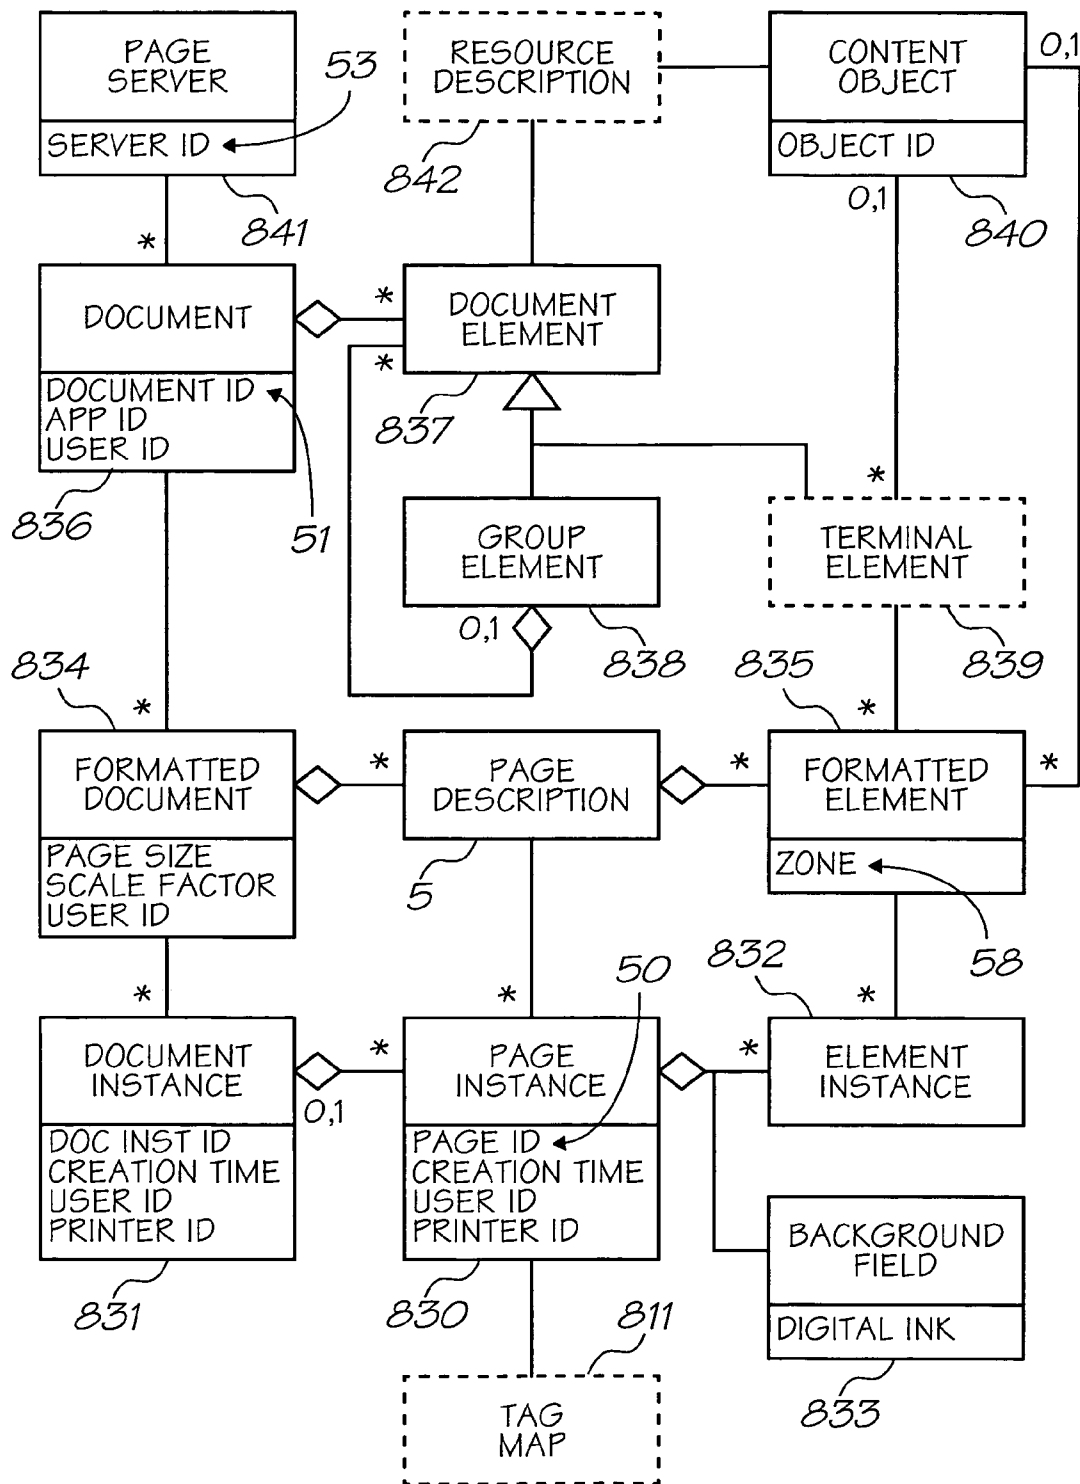 PAGE
SERVER
SERVER ID
53
841
RESOURCE
DESCRIPTION
842
CONTENT
OBJECT
OBJECT ID
0,1
0,1
840
*
DOCUMENT
DOCUMENT ID
APP ID
USER ID
836
51
*
*
DOCUMENT
ELEMENT
837
GROUP
ELEMENT
0,1
838
*
TERMINAL
ELEMENT
839
834
*
FORMATTED
DOCUMENT
PAGE SIZE
SCALE FACTOR
USER ID
*
PAGE
DESCRIPTION
5
835
*
*
*
FORMATTED
ELEMENT
ZONE
58
*
DOCUMENT
INSTANCE
0,1
DOC INST ID
CREATION TIME
USER ID
PRINTER ID
831
*
*
50
PAGE
INSTANCE
PAGE ID
CREATION TIME
USER ID
PRINTER ID
830
832
*
*
ELEMENT
INSTANCE
BACKGROUND
FIELD
DIGITAL INK
833
811
TAG
MAP